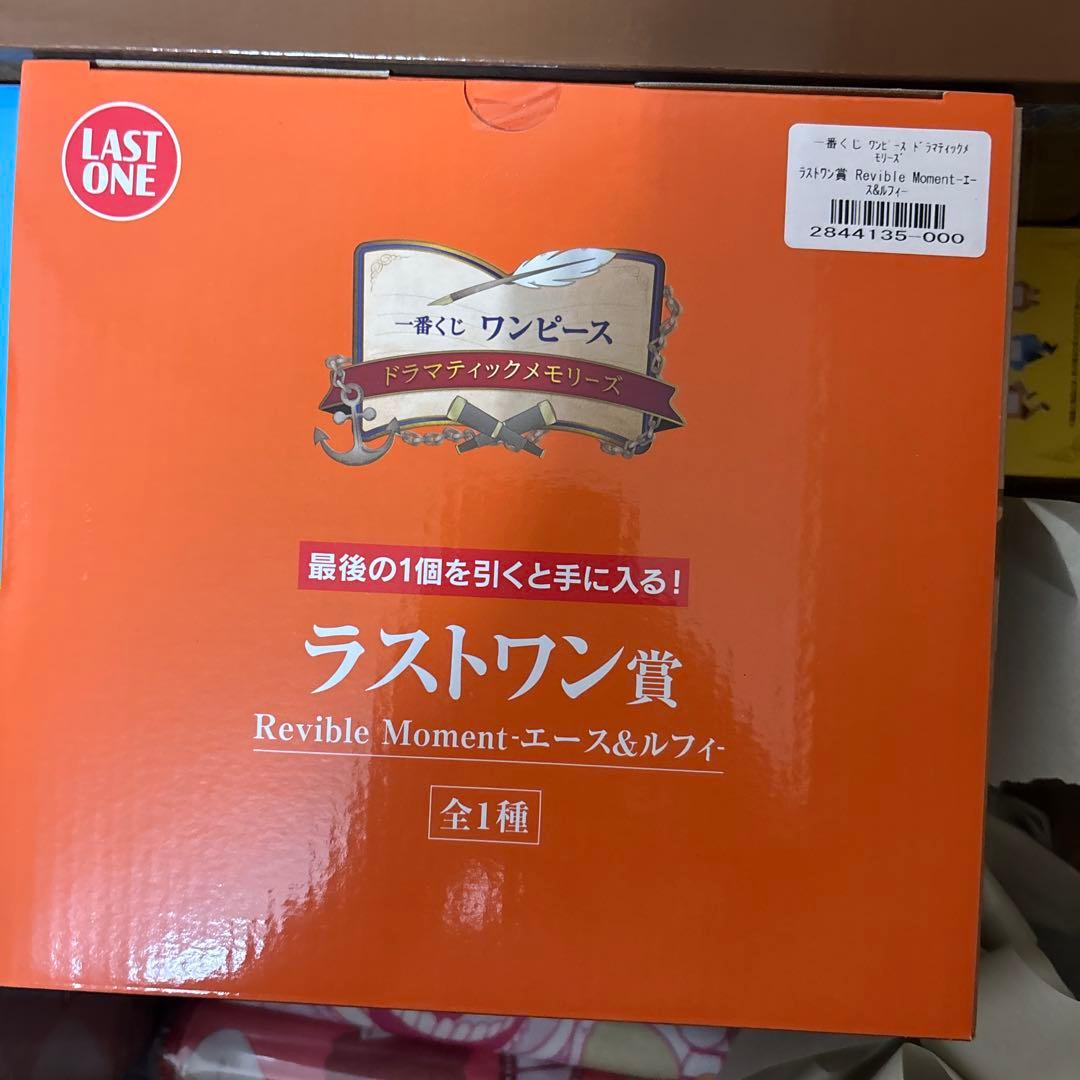 LAST
ONE
一番くじ ﾜﾝﾋﾟｰｽ ﾄﾞﾗﾏﾃｨｯｸﾒ
ﾓﾘｰｽﾞ
ﾗｽﾄﾜﾝ賞 Revible Moment-ｴｰ
ｽ&ﾙﾌｨ-
2844135-000
一番くじ ワンピース
ドラマティックメモリーズ
最後の1個を引くと手に入る!
ラストワン賞
Revible Moment-エース&ルフィ-
全1種